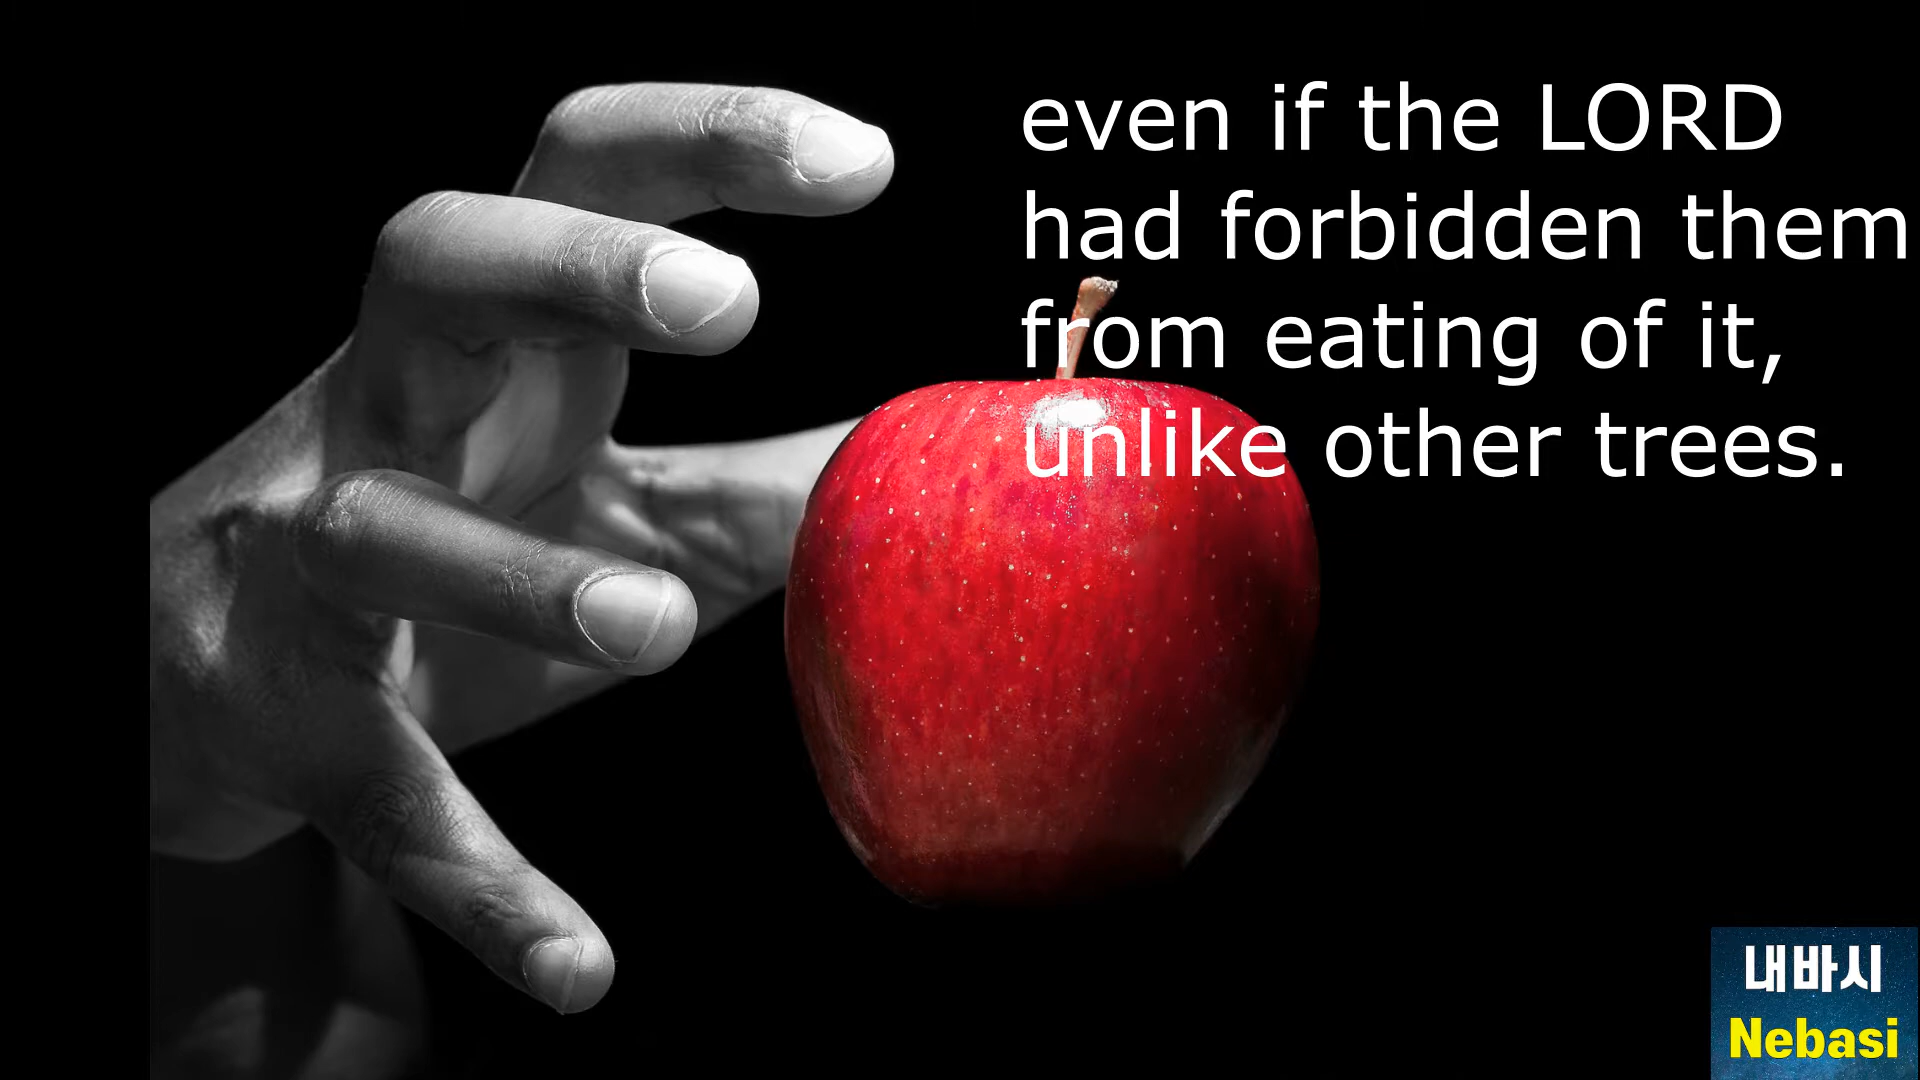 even if the LORD
had forbidden them
from eating of it,
unlike other trees.
내바시
Nebasi